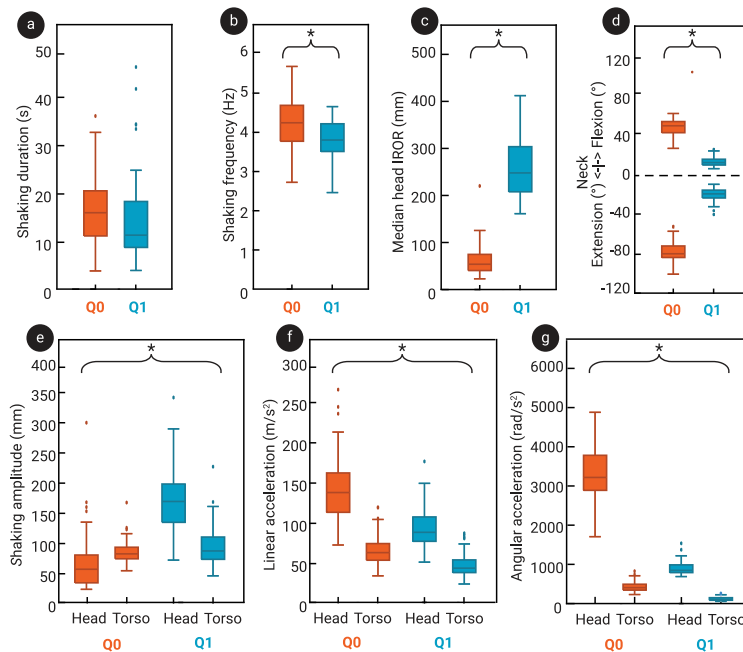 a
Shaking duration (s)
50
40
30
20
10
0
Q0 Q1
b
*
Shaking frequency (Hz)
6
5
4
3
2
1
0
Q0 Q1
c
*
Median head IROR (mm)
500
400
300
200
100
0
Q0 Q1
d
*
Neck
Extension (°) <-|-> Flexion (°)
120
80
40
0
-40
-80
-120
Q0 Q1
e
*
Shaking amplitude (mm)
400
300
250
200
150
100
50
Head Torso Head Torso
Q0 Q1
f
*
Linear acceleration (m/s²)
300
250
200
150
100
50
0
Head Torso Head Torso
Q0 Q1
g
*
Angular acceleration (rad/s²)
6000
5000
4000
3000
1000
0
Head Torso Head Torso
Q0 Q1